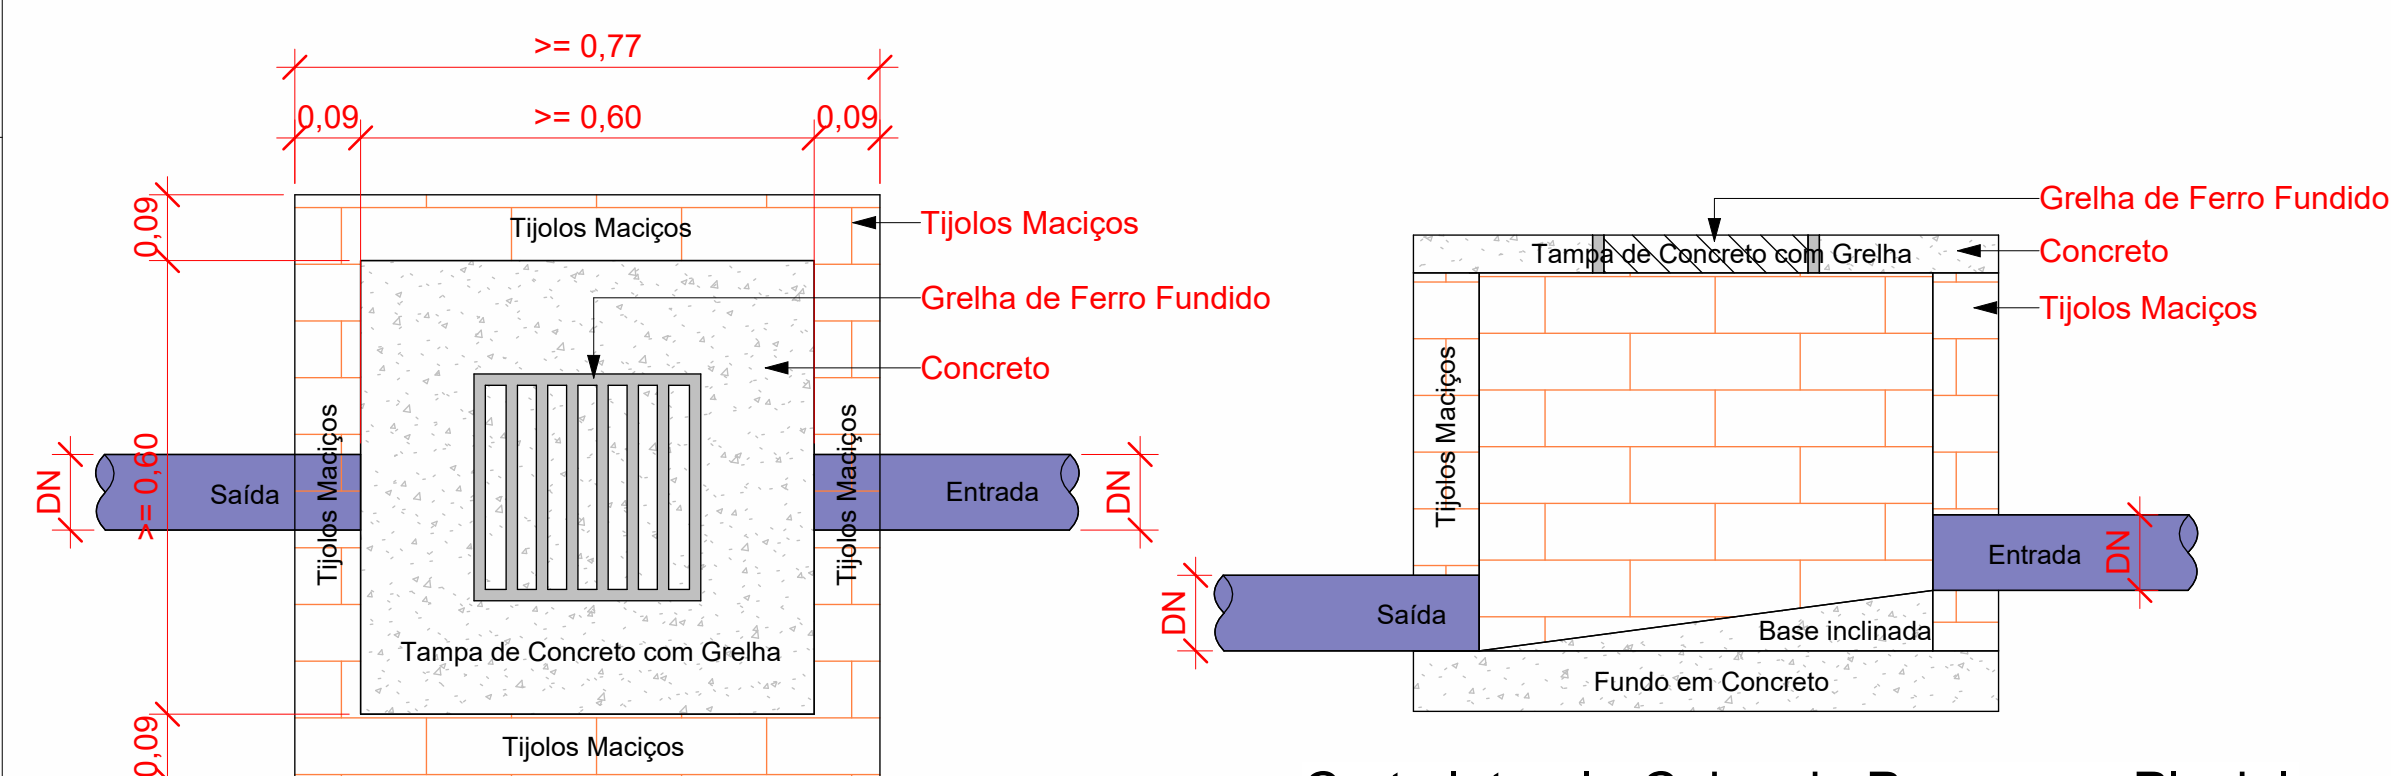 >= 0,77
0,09
>= 0,60
0,09
0,09
Tijolos Maciços
Tijolos Maciços
Grelha de Ferro Fundido
Concreto
Tijolos Maciços
Tijolos Maciços
>= 0,60
DN
Saída
Entrada
DN
Tampa de Concreto com Grelha
0,09
Tijolos Maciços
Grelha de Ferro Fundido
Tampa de Concreto com Grelha
Concreto
Tijolos Maciços
Tijolos Maciços
Entrada
DN
DN
Saída
Base inclinada
Fundo em Concreto